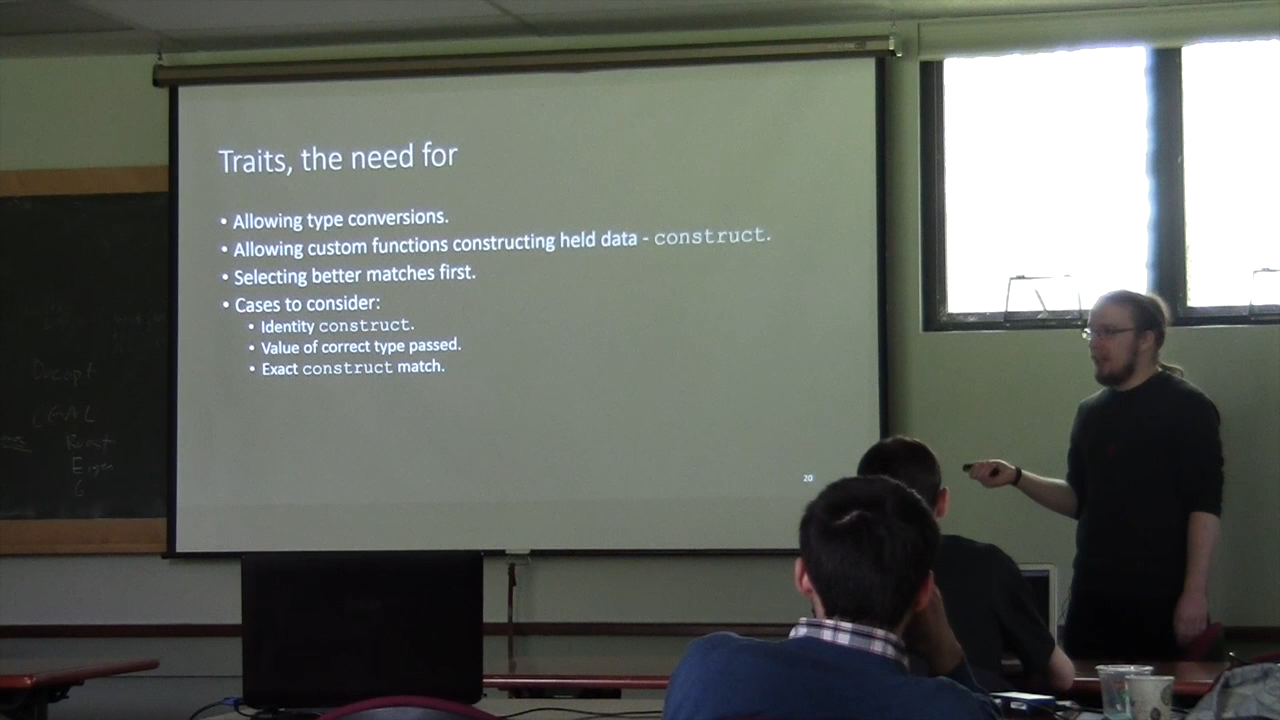 Traits, the need for
• Allowing type conversions.
• Allowing custom functions constructing held data - construct.
• Selecting better matches first.
• Cases to consider:
• Identity construct.
• Value of correct type passed.
• Exact construct match.
20